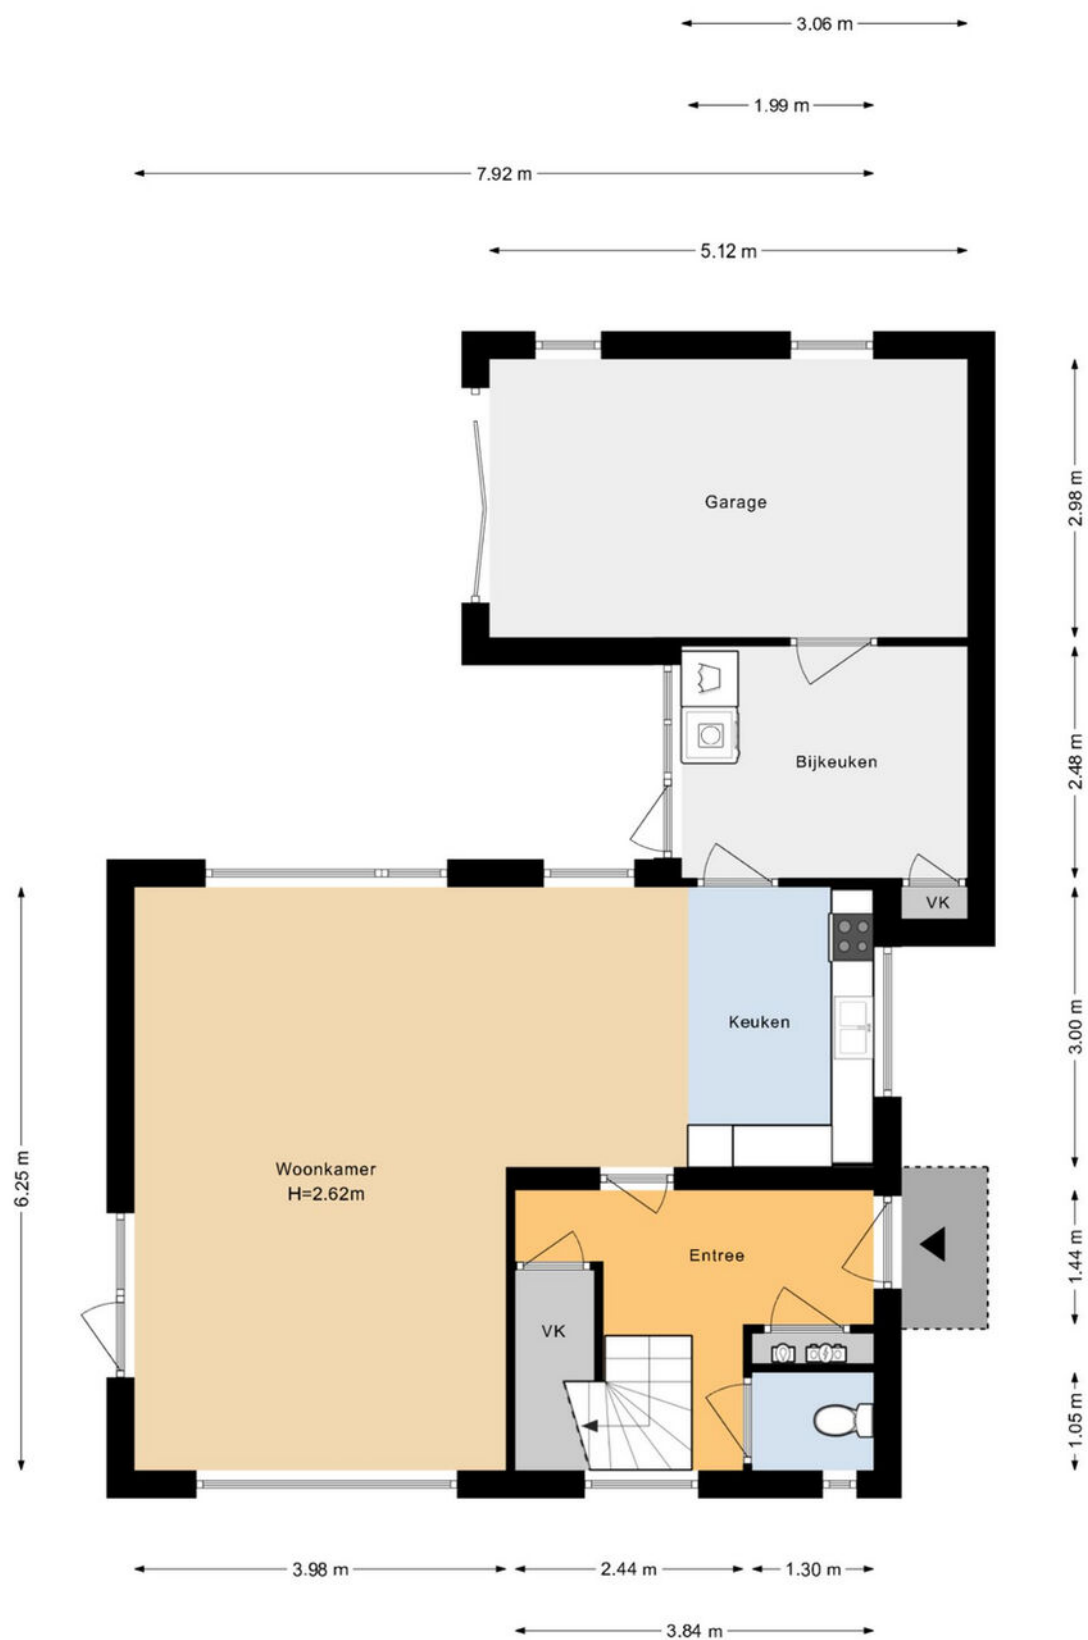 3.06 m
1.99 m
7.92 m
5.12 m
Garage
2.98 m
Bijkeuken
2.48 m
VK
Keuken
3.00 m
Woonkamer
H=2.62m
6.25 m
Entree
1.44 m
VK
1.05 m
3.98 m
2.44 m
1.30 m
3.84 m